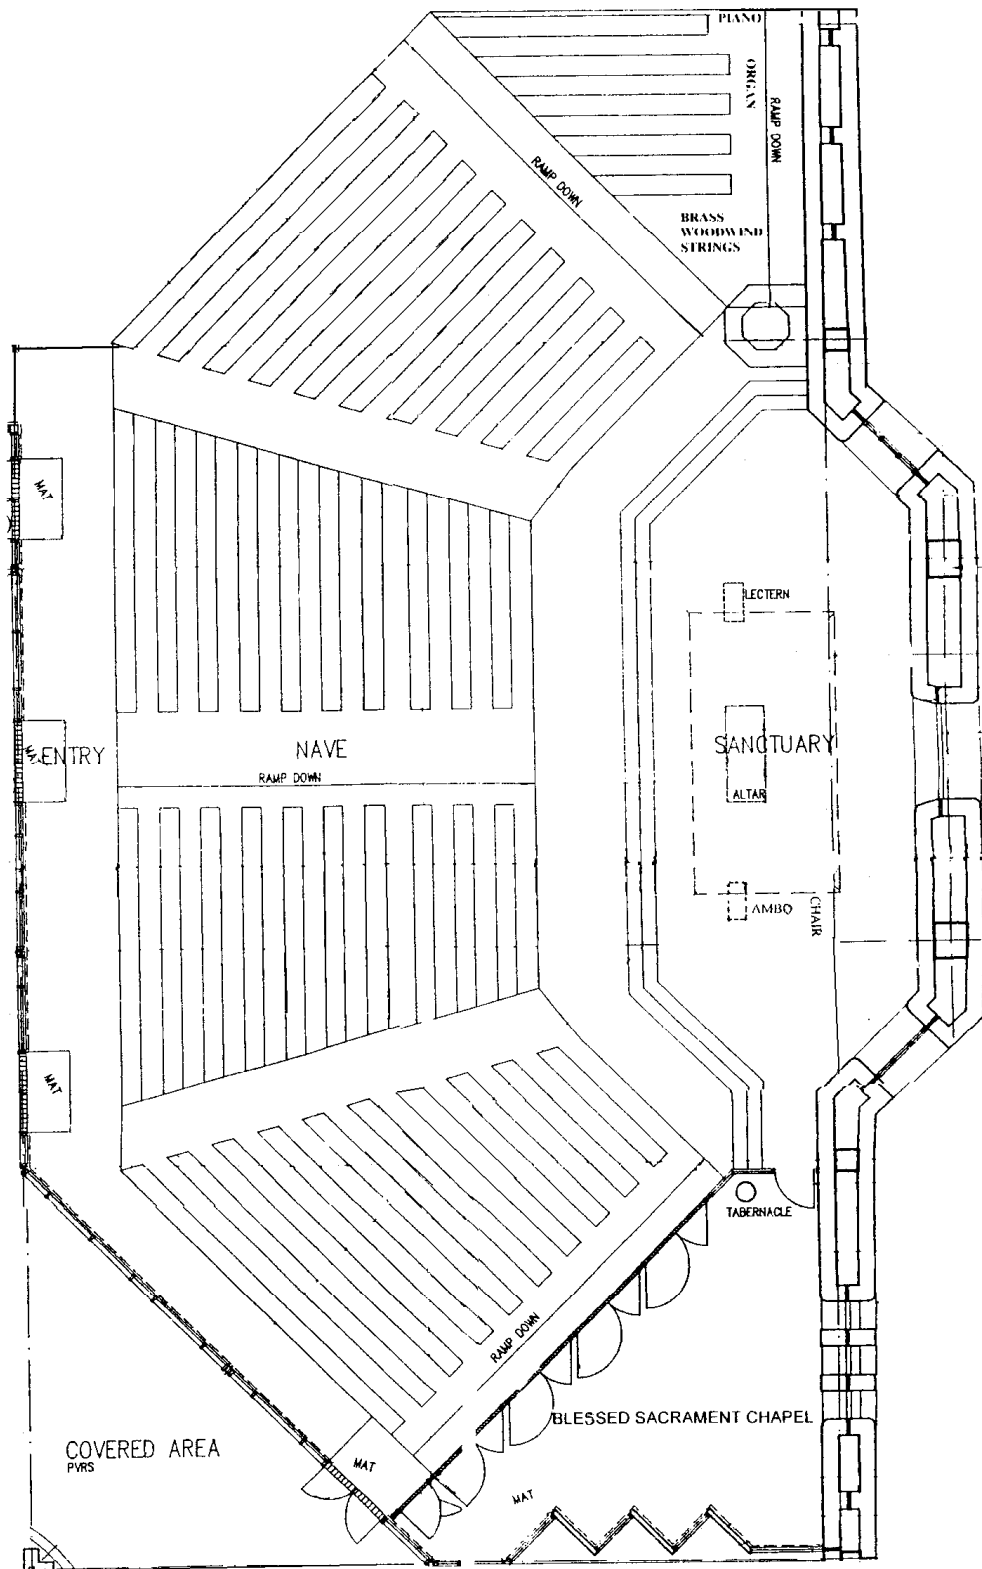 PIANO
ORGAN
RAMP DOWN
RAMP DOWN
BRASS
WOODWIND
STRINGS
MAT
LECTERN
ENTRY
NAVE
SANCTUARY
RAMP DOWN
ALTAR
AMBO
CHAIR
MAT
TABERNACLE
RAMP DOWN
BLESSED SACRAMENT CHAPEL
COVERED AREA
PVRS
MAT
MAT